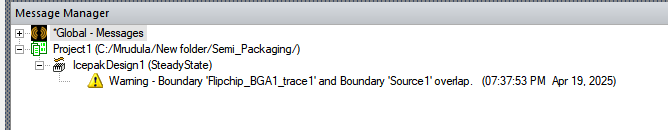 Message Manager
*Global - Messages
Project1 (C:/Mrudula/New folder/Semi_Packaging/)
IcepakDesign1 (SteadyState)
Warning - Boundary 'Flipchip_BGA1_trace1' and Boundary 'Source1' overlap. (07:37:53 PM Apr 19, 2025)